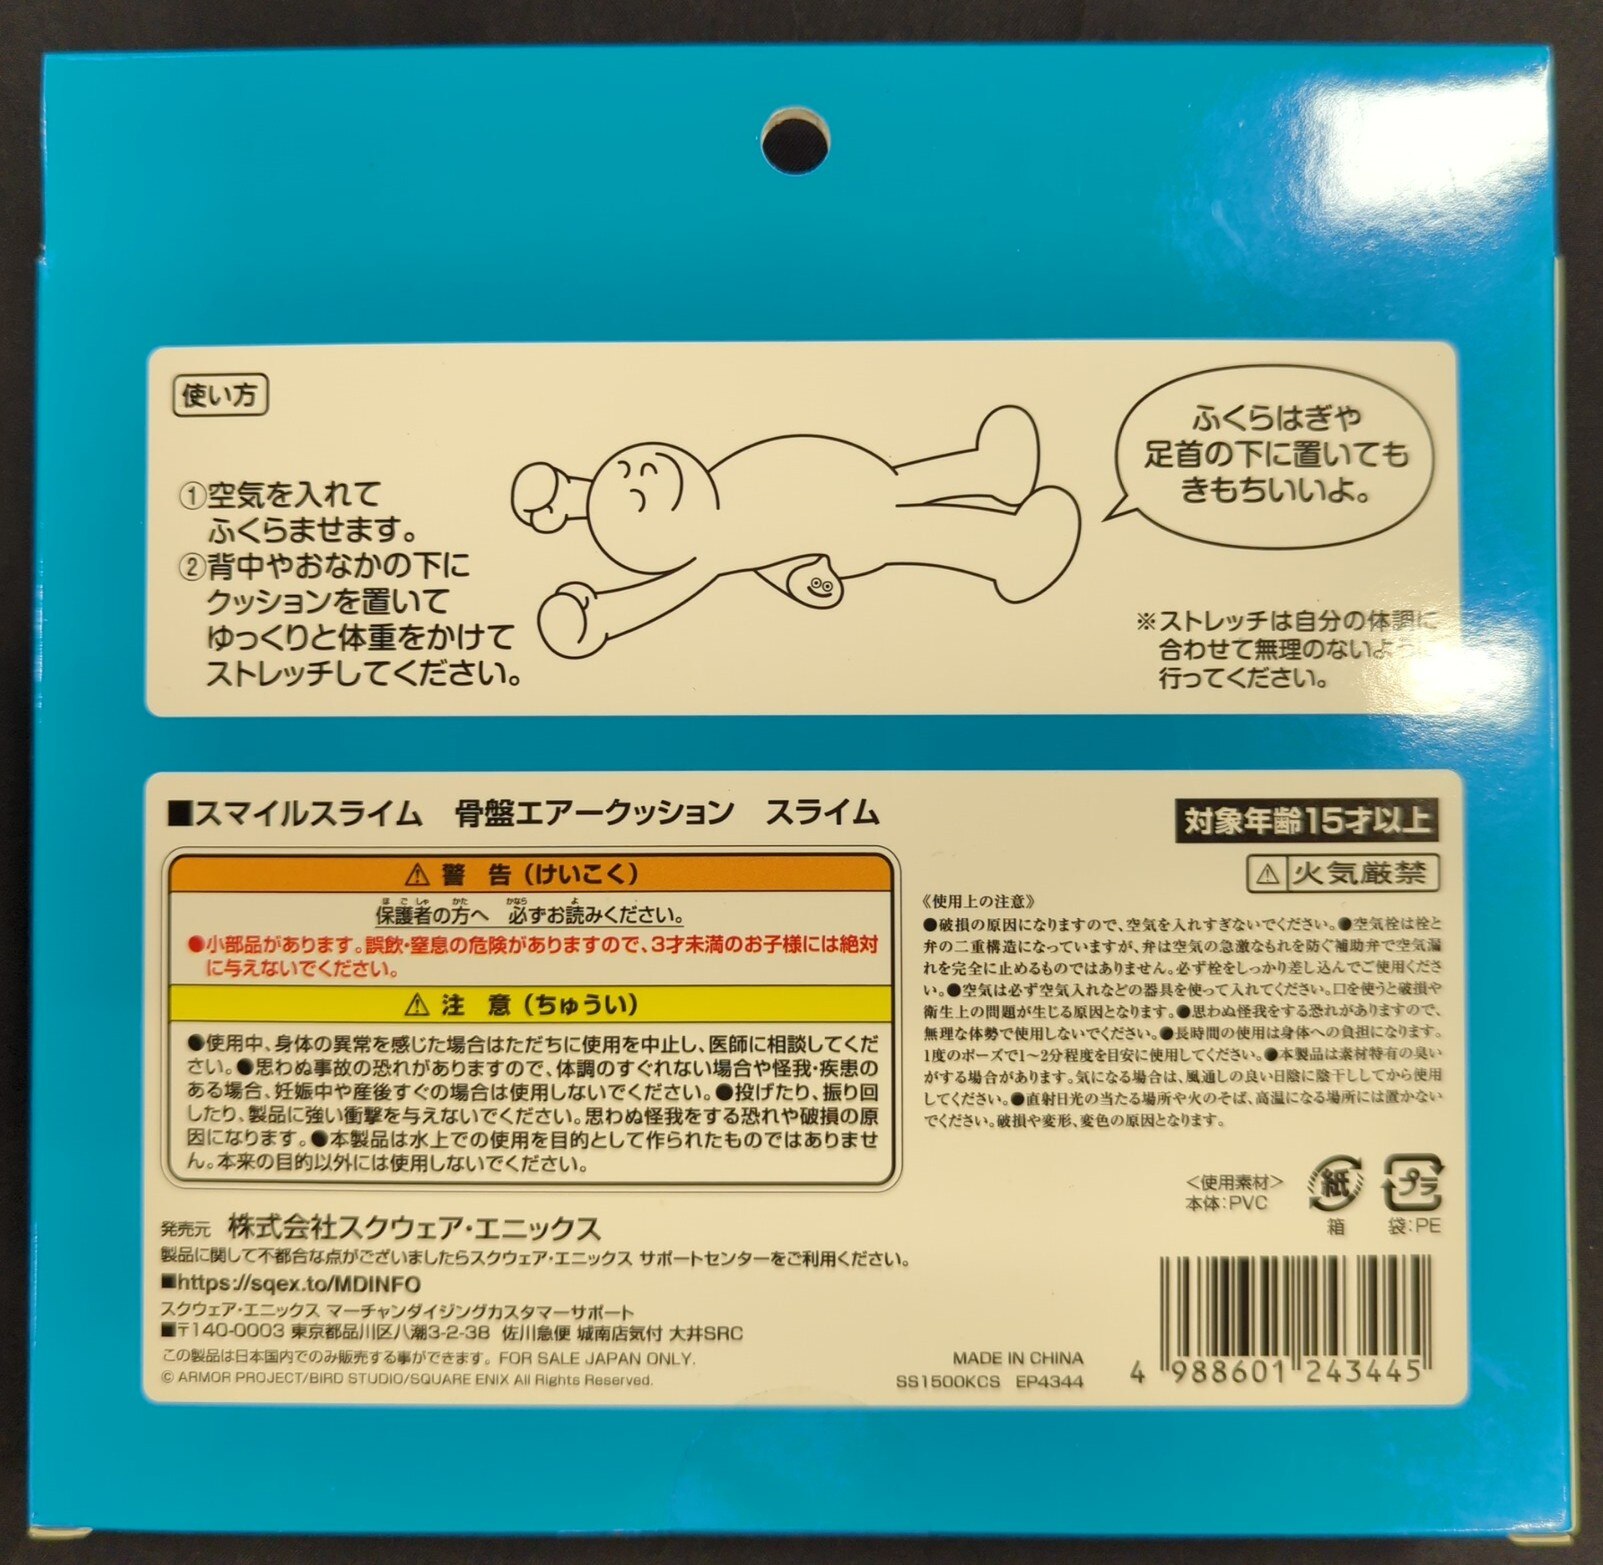 使い方
①空気を入れて
ふくらませます。
②背中やおなかの下に
クッションを置いて
ゆっくりと体重をかけて
ストレッチしてください。
ふくらはぎや
足首の下に置いても
きもちいいよ。
※ストレッチは自分の体調に
合わせて無理のないように
行ってください。
■スマイルスライム 骨盤エアークッション スライム
対象年齢15才以上
⚠火気厳禁
⚠ 警 告（けいこく）
保護者の方へ 必ずお読みください。
●小部品があります。誤飲・窒息の危険がありますので、3才未満のお子様には絶対
に与えないでください。
⚠ 注 意（ちゅうい）
●使用中、身体の異常を感じた場合はただちに使用を中止し、医師に相談してくだ
さい。●思わぬ事故の恐れがありますので、体調のすぐれない場合や怪我・疾患の
ある場合、妊娠中や産後すぐの場合は使用しないでください。●投げたり、振り回
したり、製品に強い衝撃を与えないでください。思わぬ怪我をする恐れや破損の原
因になります。●本製品は水上での使用を目的として作られたものではありませ
ん。本来の目的以外には使用しないでください。
《使用上の注意》
●破損の原因になりますので、空気を入れすぎないでください。●空気栓は栓と
弁の二重構造になっていますが、弁は空気の急激なもれを防ぐ補助弁で空気漏
れを完全に止めるものではありません。必ず栓をしっかり差し込んでご使用くださ
い。●空気は必ず空気入れなどの器具を使って入れてください。口を使うと破損や
衛生上の問題が生じる原因となります。●思わぬ怪我をする恐れがありますので、
無理な体勢で使用しないでください。●長時間の使用は身体への負担になります。
1度のポーズで1〜2分程度を目安に使用してください。●本製品は素材特有の臭い
がする場合があります。気になる場合は、風通しの良い日陰に陰干ししてから使用
してください。●直射日光の当たる場所や火のそば、高温になる場所には置かない
でください。破損や変形、変色の原因となります。
＜使用素材＞
本体：PVC
紙
箱
プラ
袋：PE
発売元 株式会社スクウェア・エニックス
製品に関して不都合な点がございましたらスクウェア・エニックス サポートセンターをご利用ください。
■https://sqex.to/MDINFO
スクウェア・エニックス マーチャンダイジングカスタマーサポート
■〒140-0003 東京都品川区八潮3-2-38 佐川急便 城南店気付 大井SRC
この製品は日本国内でのみ販売する事ができます。FOR SALE JAPAN ONLY.
© ARMOR PROJECT/BIRD STUDIO/SQUARE ENIX All Rights Reserved.
MADE IN CHINA
SS1500KCS EP4344
4 988601 243445